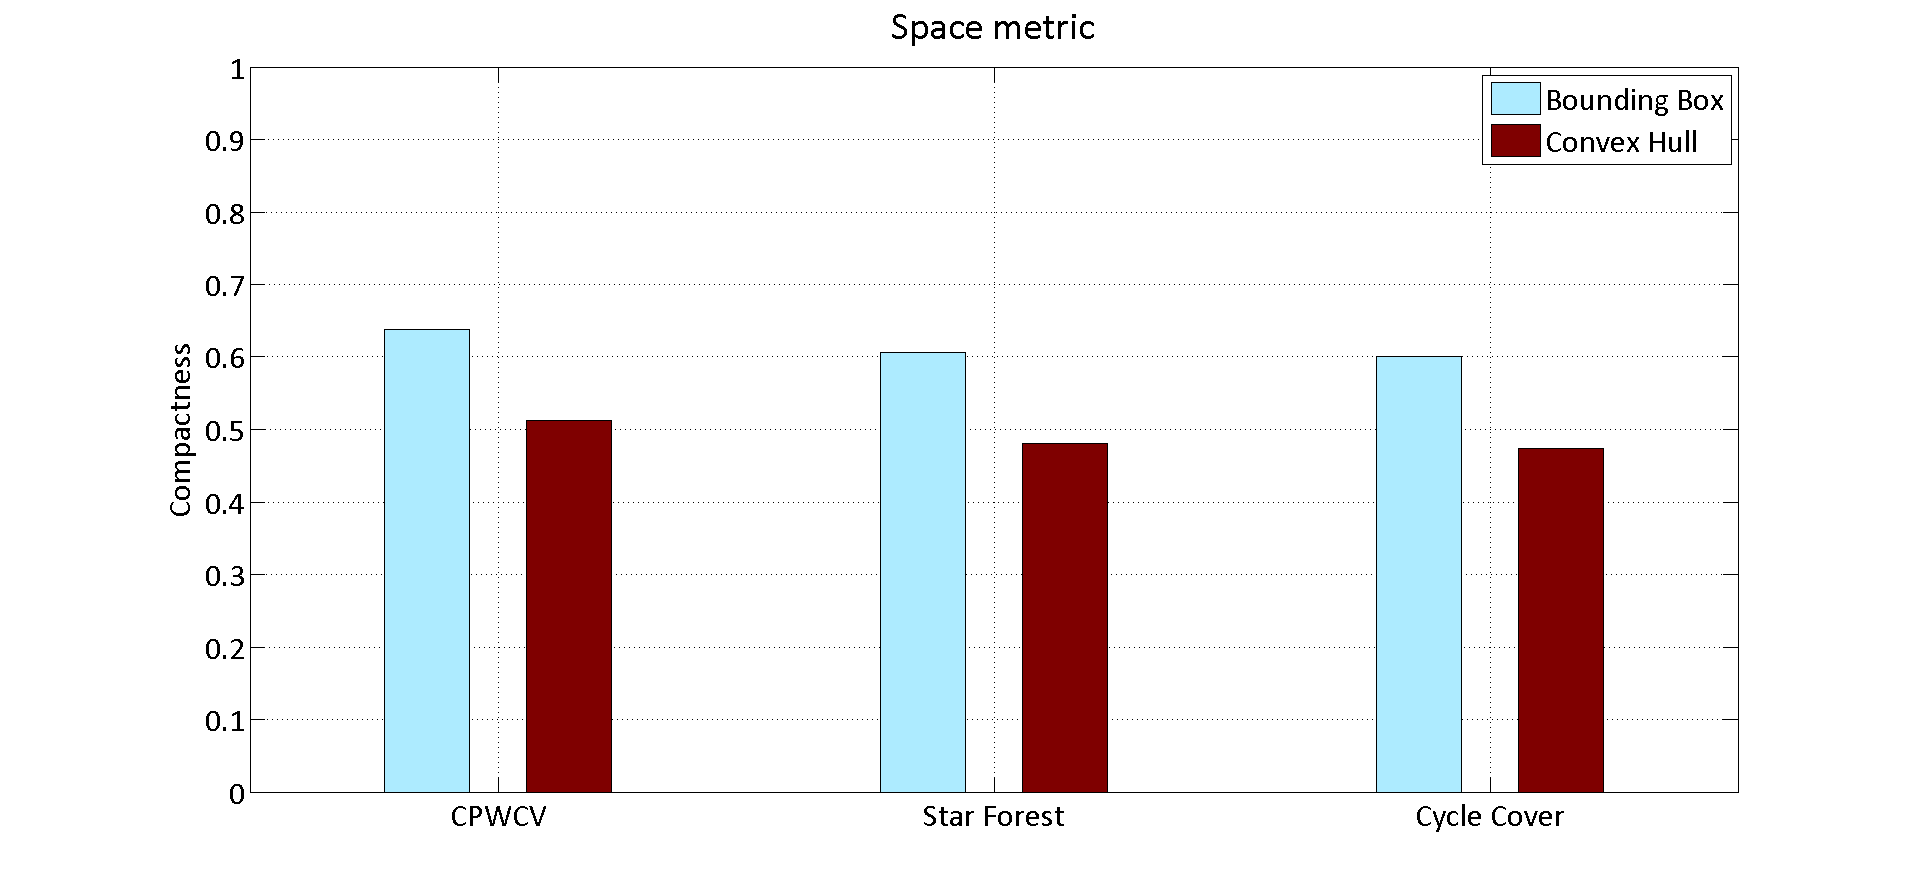 Space metric
Bounding Box
Convex Hull
Compactness
1
0.9
0.8
0.7
0.6
0.5
0.4
0.3
0.2
0.1
0
CPWCV
Star Forest
Cycle Cover